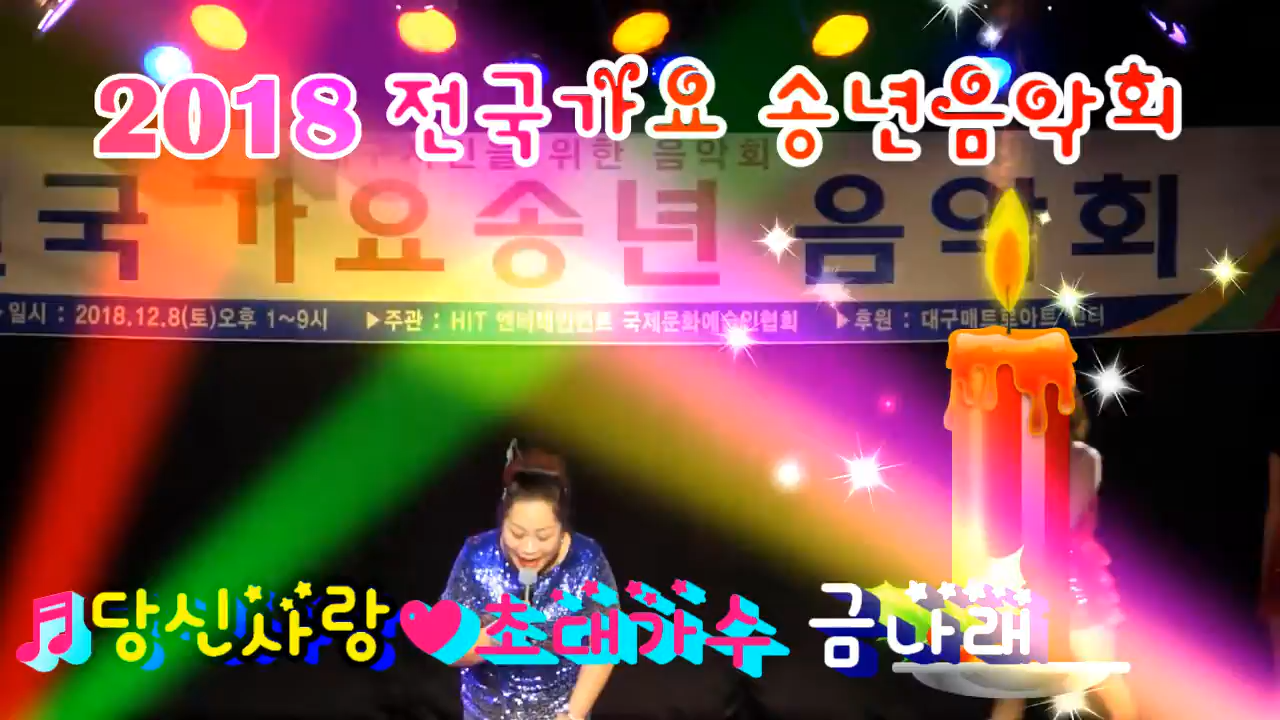 2018 전국가요 송년음악회
위한 음악회
국 가요송년 음악회
일시 : 2018.12.8(토)오후 1~9시 ▶주관 : HIT 엔터테인먼트 국제문화예술인협회 ▶후원 : 대구매트로아트센터
당신사랑♥초대가수 금나래